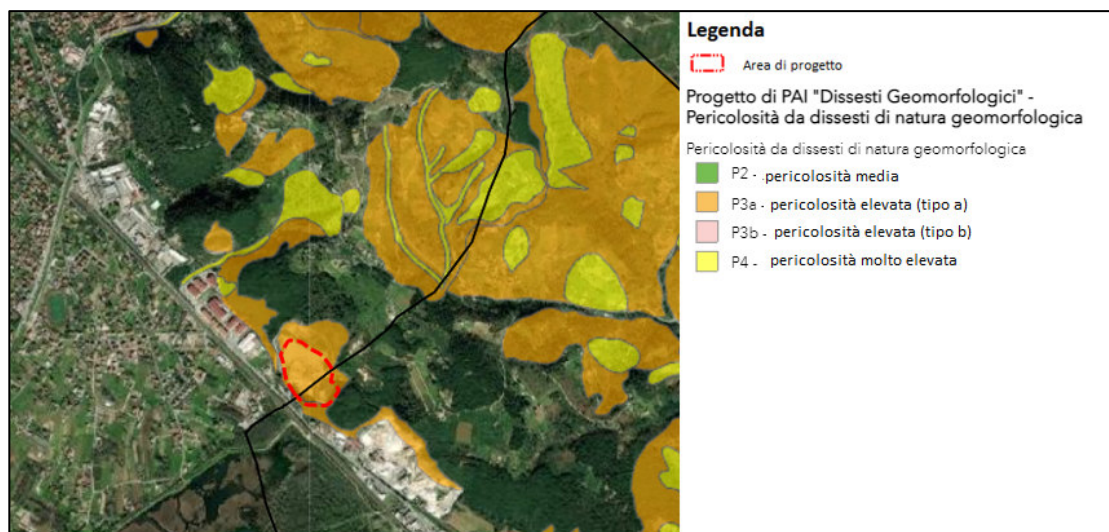 Legenda
Area di progetto
Progetto di PAI "Dissesti Geomorfologici" -
Pericolosità da dissesti di natura geomorfologica
Pericolosità da dissesti di natura geomorfologica
P2 - pericolosità media
P3a - pericolosità elevata (tipo a)
P3b - pericolosità elevata (tipo b)
P4 - pericolosità molto elevata